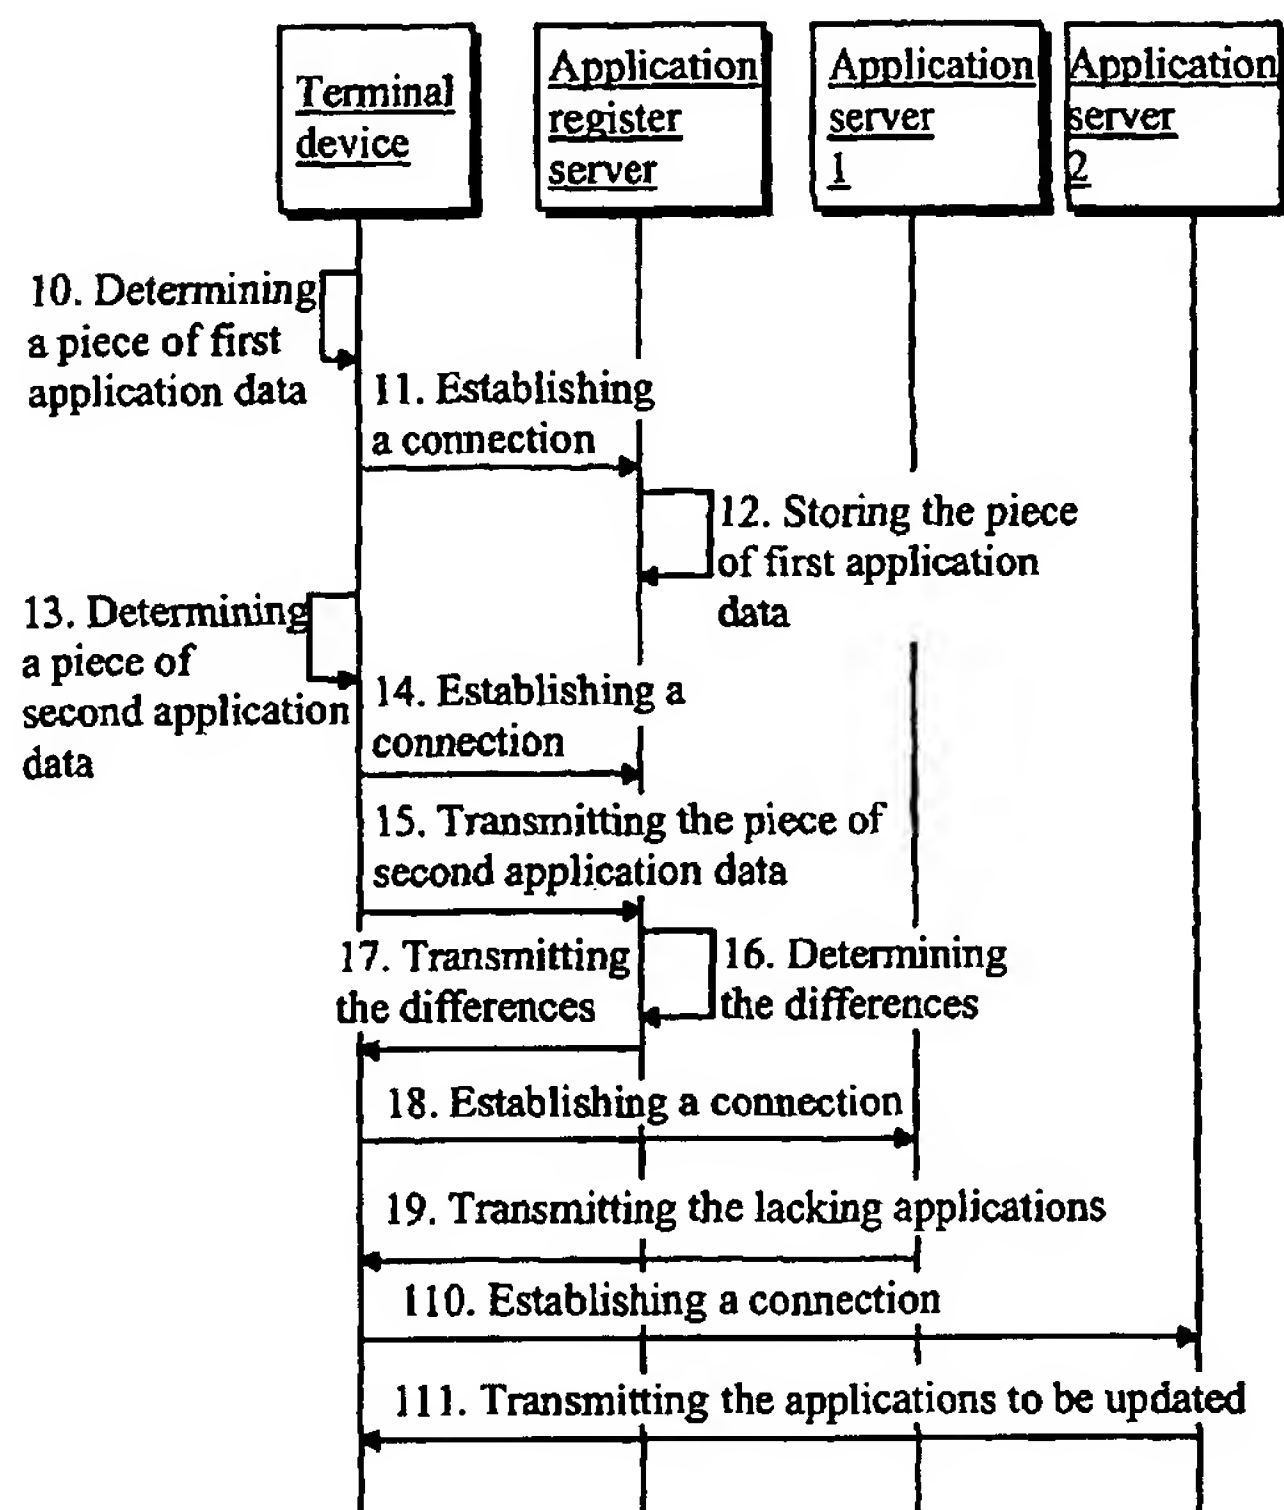 Terminal
device
Application
register
server
Application
server
1
Application
server
2
10. Determining
a piece of first
application data
11. Establishing
a connection
12. Storing the piece
of first application
data
13. Determining
a piece of
second application
data
14. Establishing a
connection
15. Transmitting the piece of
second application data
17. Transmitting
the differences
16. Determining
the differences
18. Establishing a connection
19. Transmitting the lacking applications
110. Establishing a connection
111. Transmitting the applications to be updated